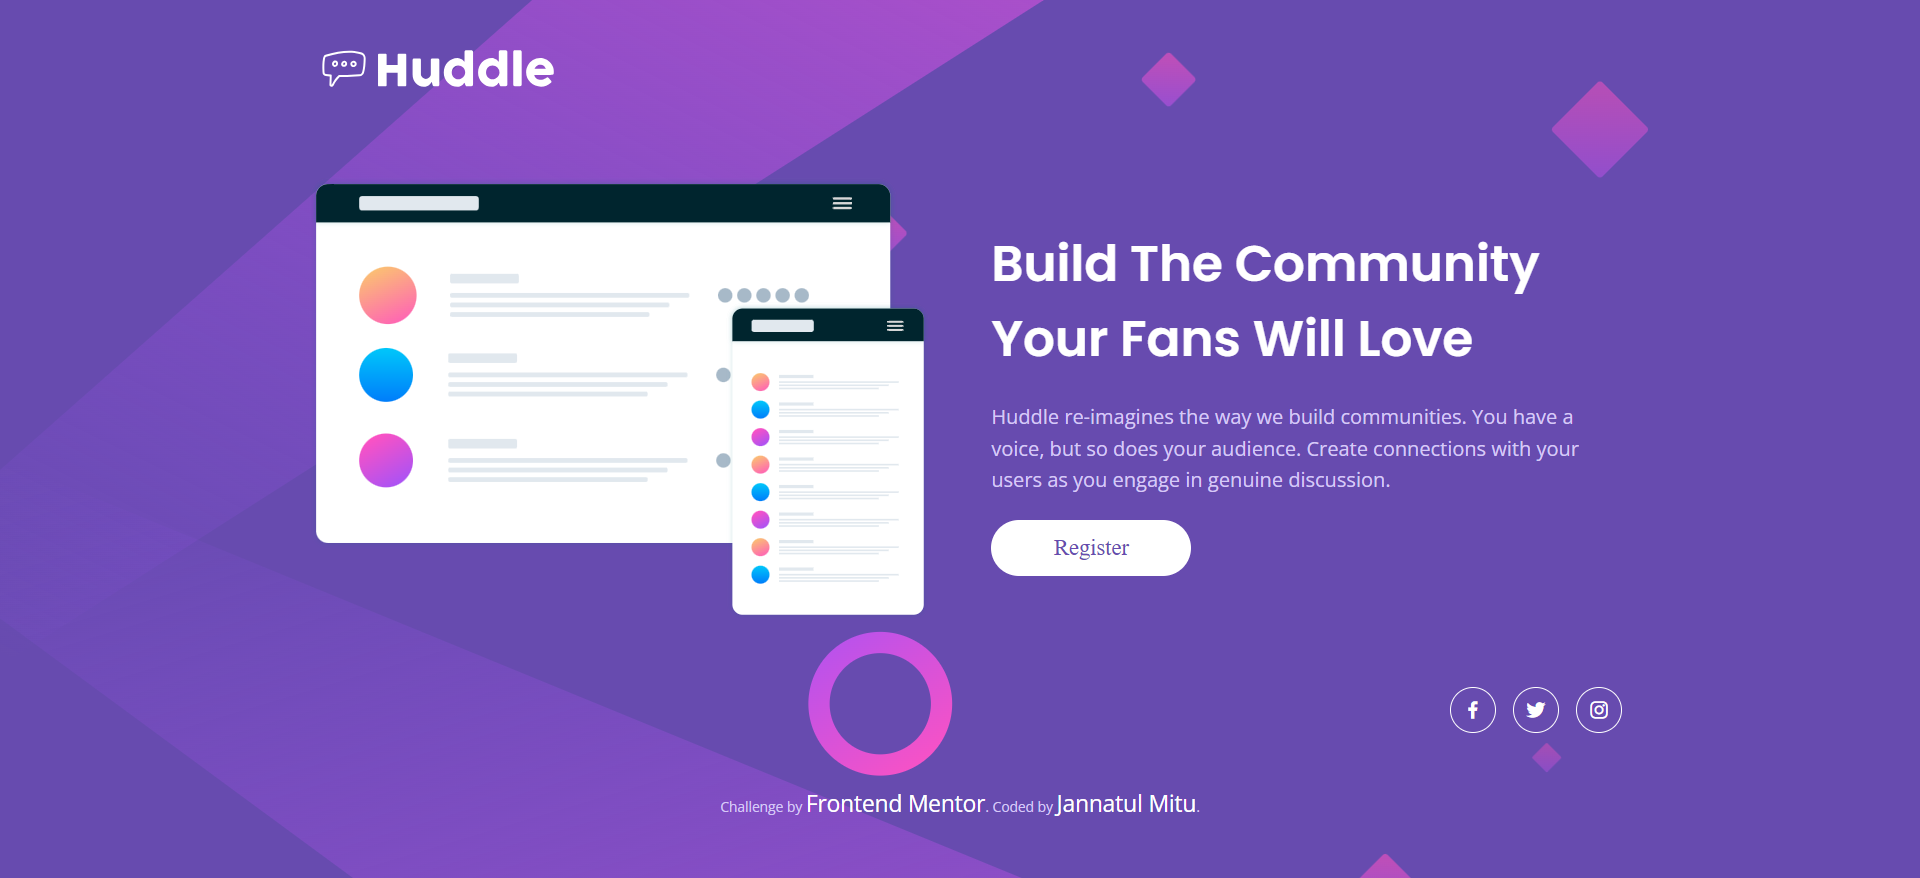 Huddle
Build The Community
Your Fans Will Love
Huddle re-imagines the way we build communities. You have a
voice, but so does your audience. Create connections with your
users as you engage in genuine discussion.
Register
Challenge by Frontend Mentor. Coded by Jannatul Mitu.